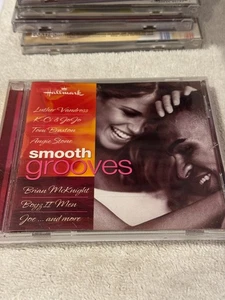 Hallmark
Luther Vandross
K-Ci & JoJo
Toni Braxton
Angie Stone
smooth
grooves
Brian McKnight
Boyz II Men
Joe... and more